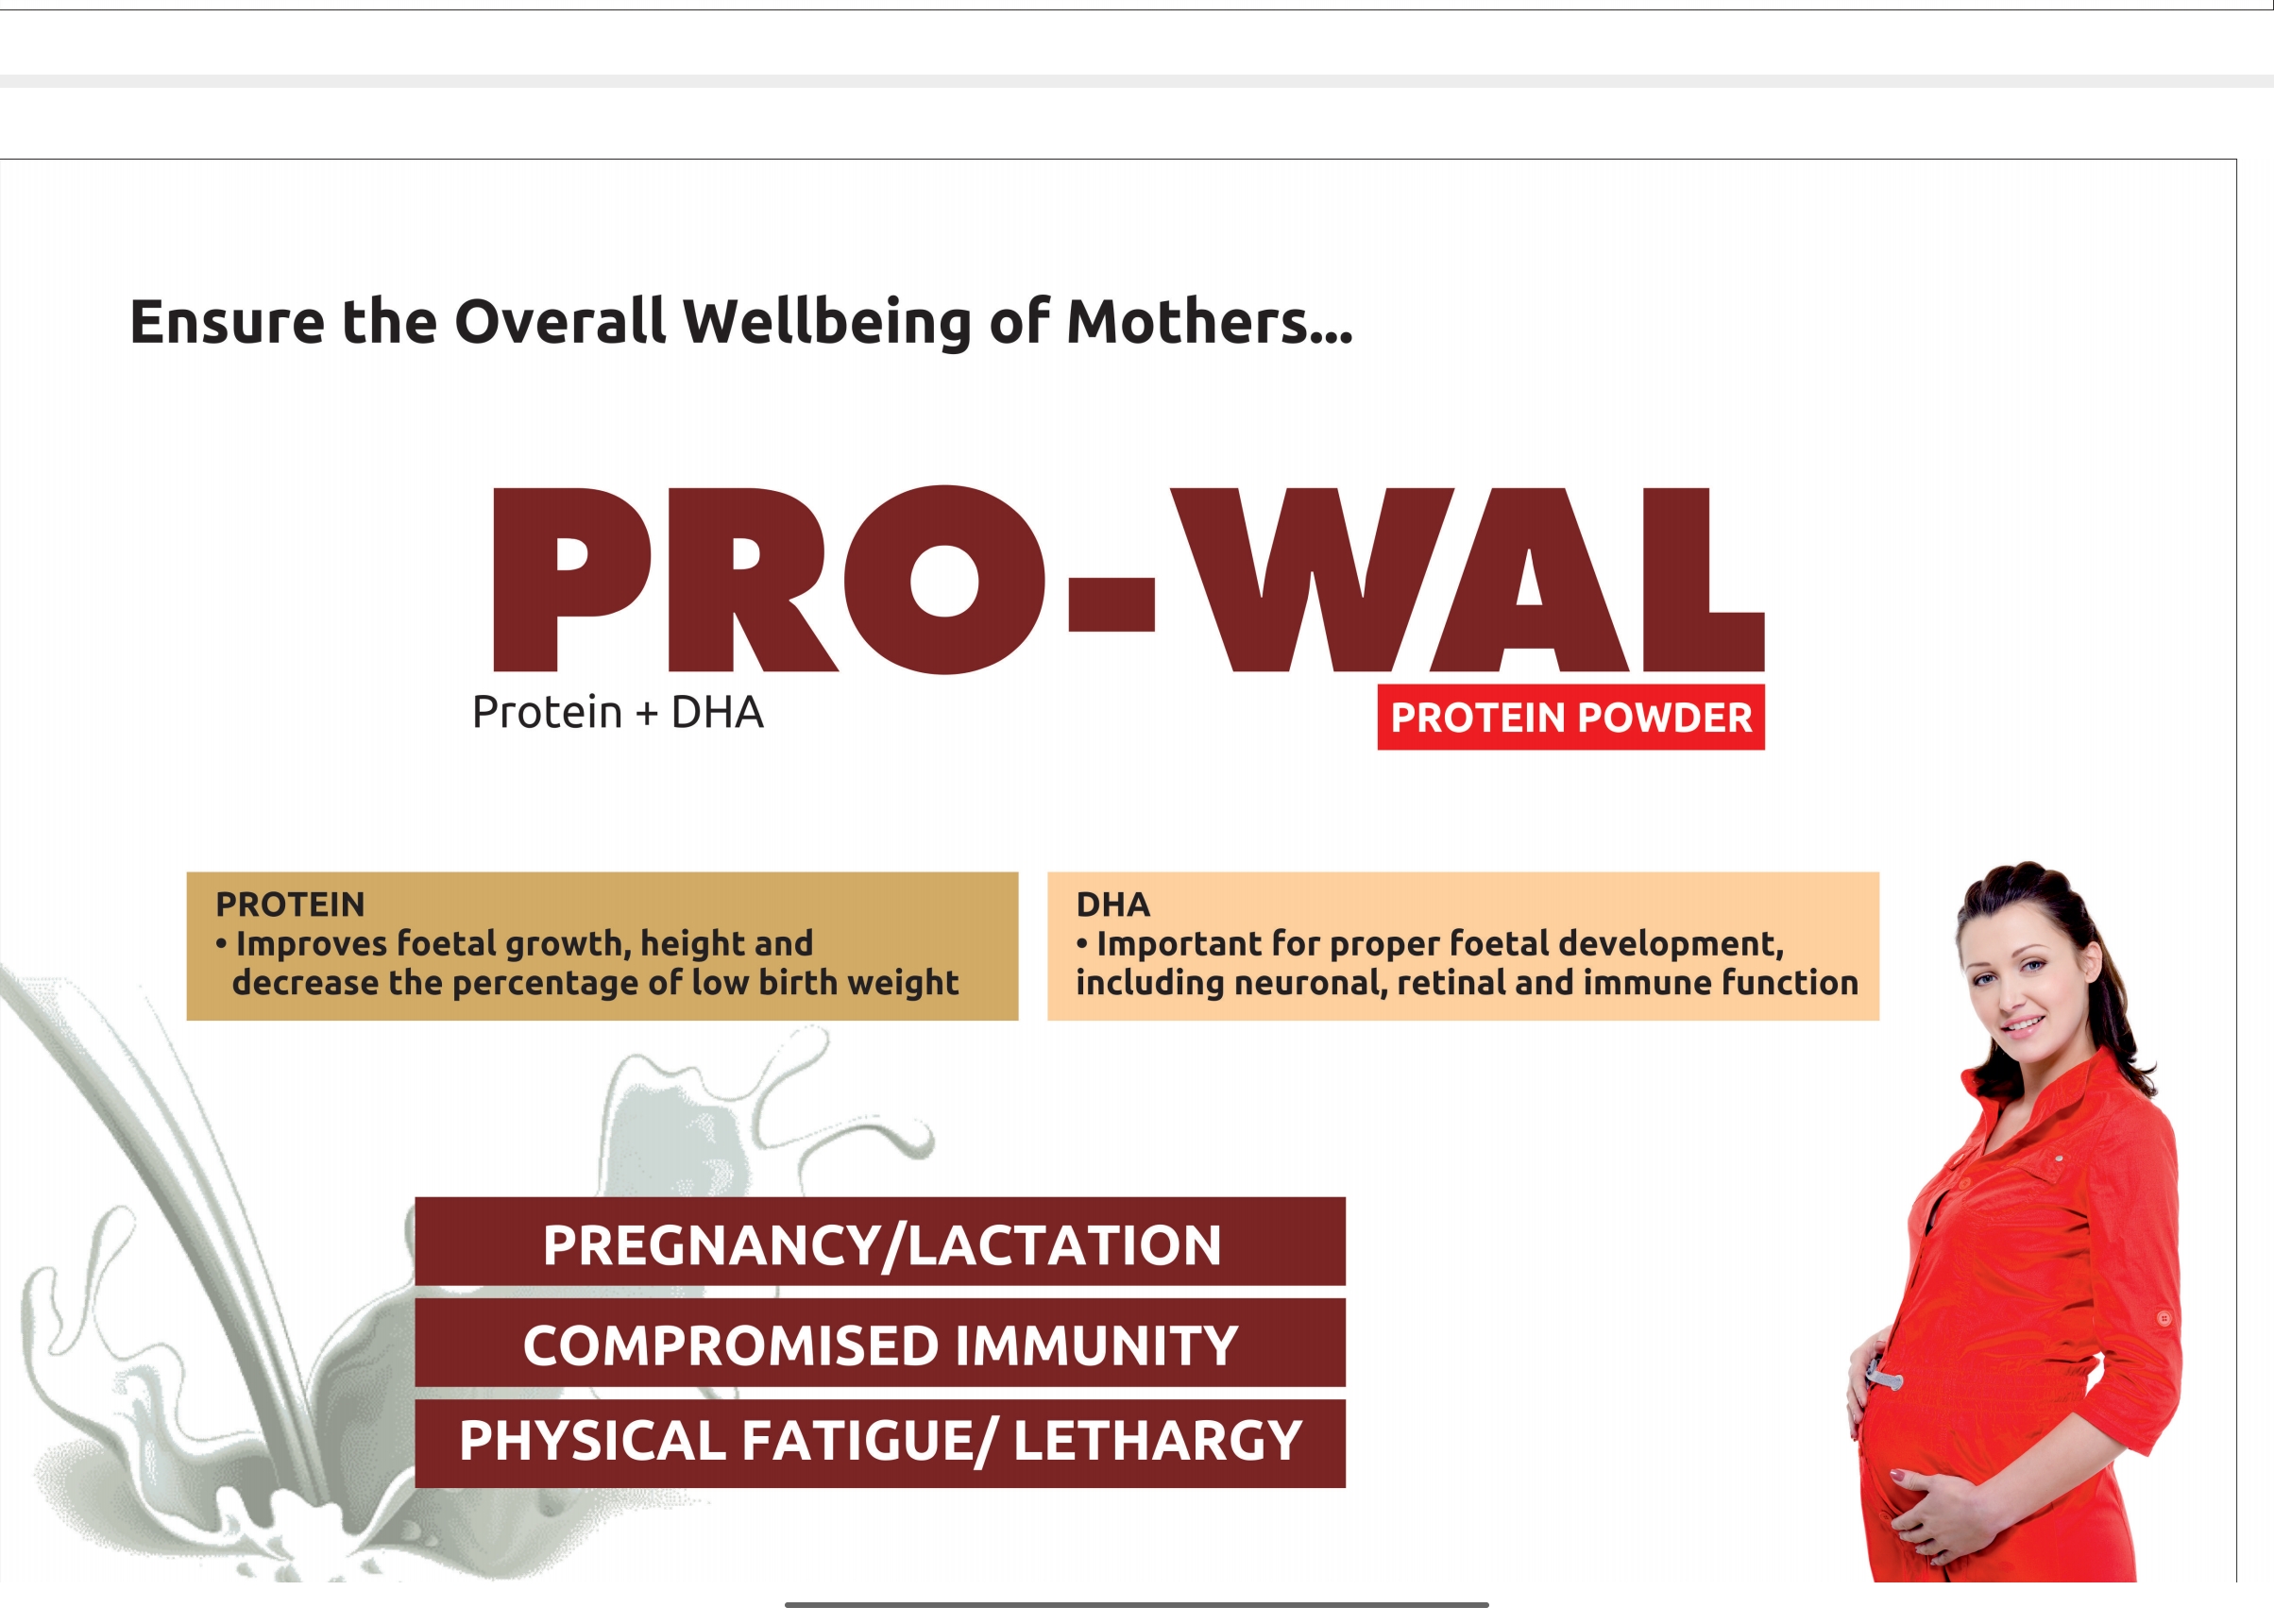 Ensure the Overall Wellbeing of Mothers...
PRO-WAL
Protein + DHA
PROTEIN POWDER
PROTEIN
• Improves foetal growth, height and
decrease the percentage of low birth weight
DHA
• Important for proper foetal development,
including neuronal, retinal and immune function
PREGNANCY/LACTATION
COMPROMISED IMMUNITY
PHYSICAL FATIGUE/ LETHARGY